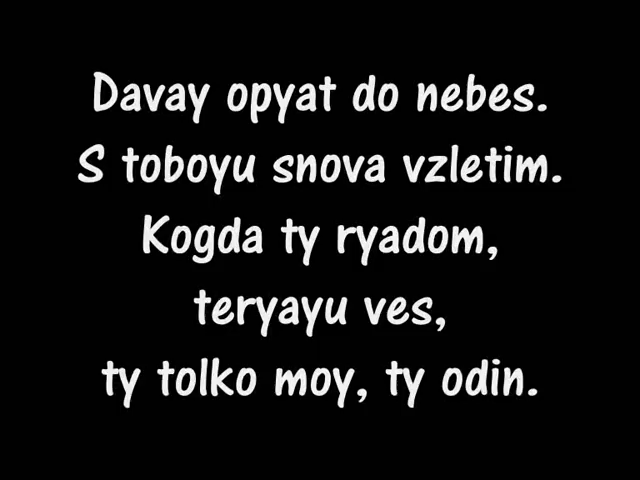 Davay opyat do nebes.
S toboyu snova vzletim.
Kogda ty ryadom,
teryayu ves,
ty tolko moy, ty odin.